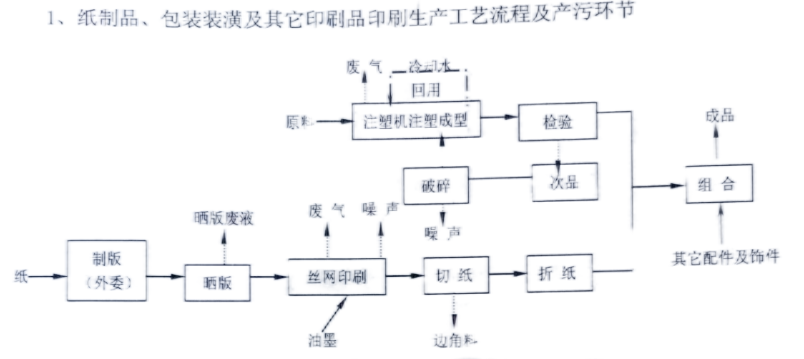 1、纸制品、包装装潢及其它印刷品印刷生产工艺流程及产污环节
废 气
冷却水
回用
原料
注塑机注塑成型
检验
成品
破碎
次品
组 合
噪 声
其它配件及饰件
晒版废液
废 气
噪 声
纸
制版
（外委）
晒版
丝网印刷
切 纸
折 纸
油墨
边角料